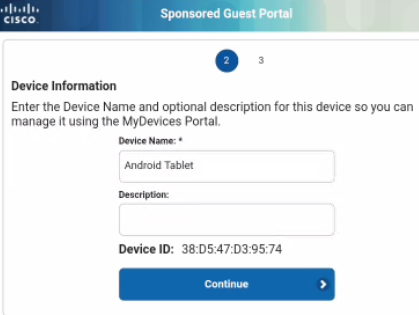 CISCO
Sponsored Guest Portal
2 3
Device Information
Enter the Device Name and optional description for this device so you can
manage it using the MyDevices Portal.
Device Name: *
Android Tablet
Description:
Device ID: 38:D5:47:D3:95:74
Continue